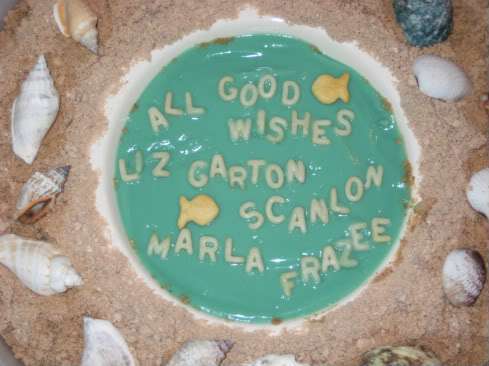 ALL GOOD
WISHES
LIZ GARTON
SCANLON
MARLA FRAZEE